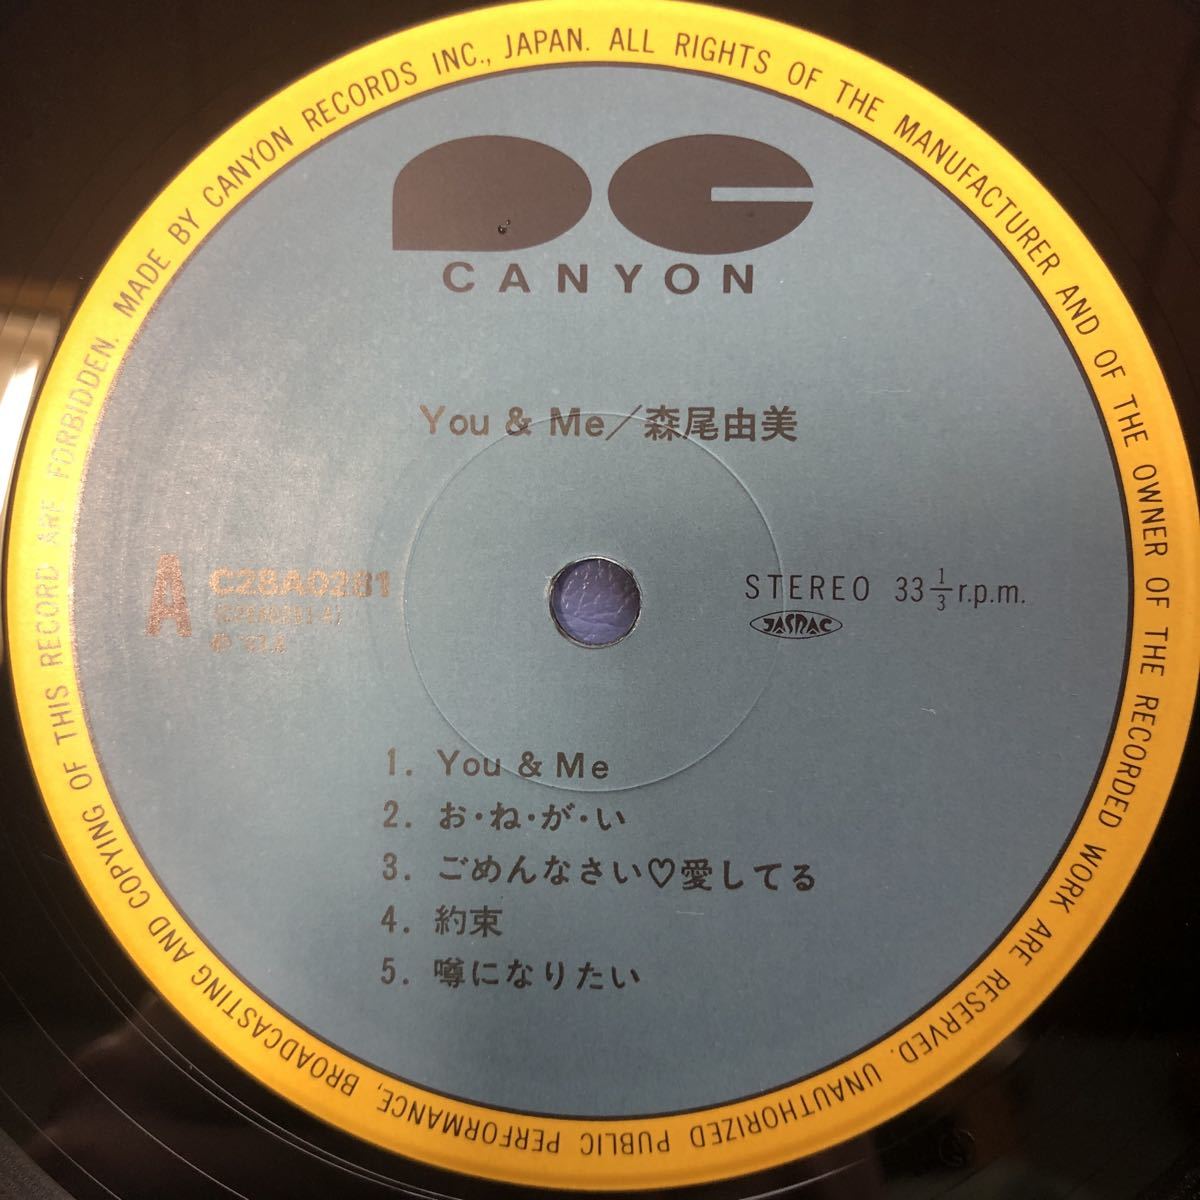 MADE BY CANYON RECORDS INC., JAPAN. ALL RIGHTS OF THE MANUFACTURER AND OF THE OWNER OF THE RECORDED WORK ARE RESERVED. UNAUTHORIZED PUBLIC PERFORMANCE, BROADCASTING AND COPYING OF THIS RECORD ARE FORBIDDEN.
CANYON
You & Me／森尾由美
A
C28A0281
STEREO 33 1/3 r.p.m.
JASRAC
1. You & Me
2. お・ね・が・い
3. ごめんなさい♡愛してる
4. 約束
5. 噂になりたい